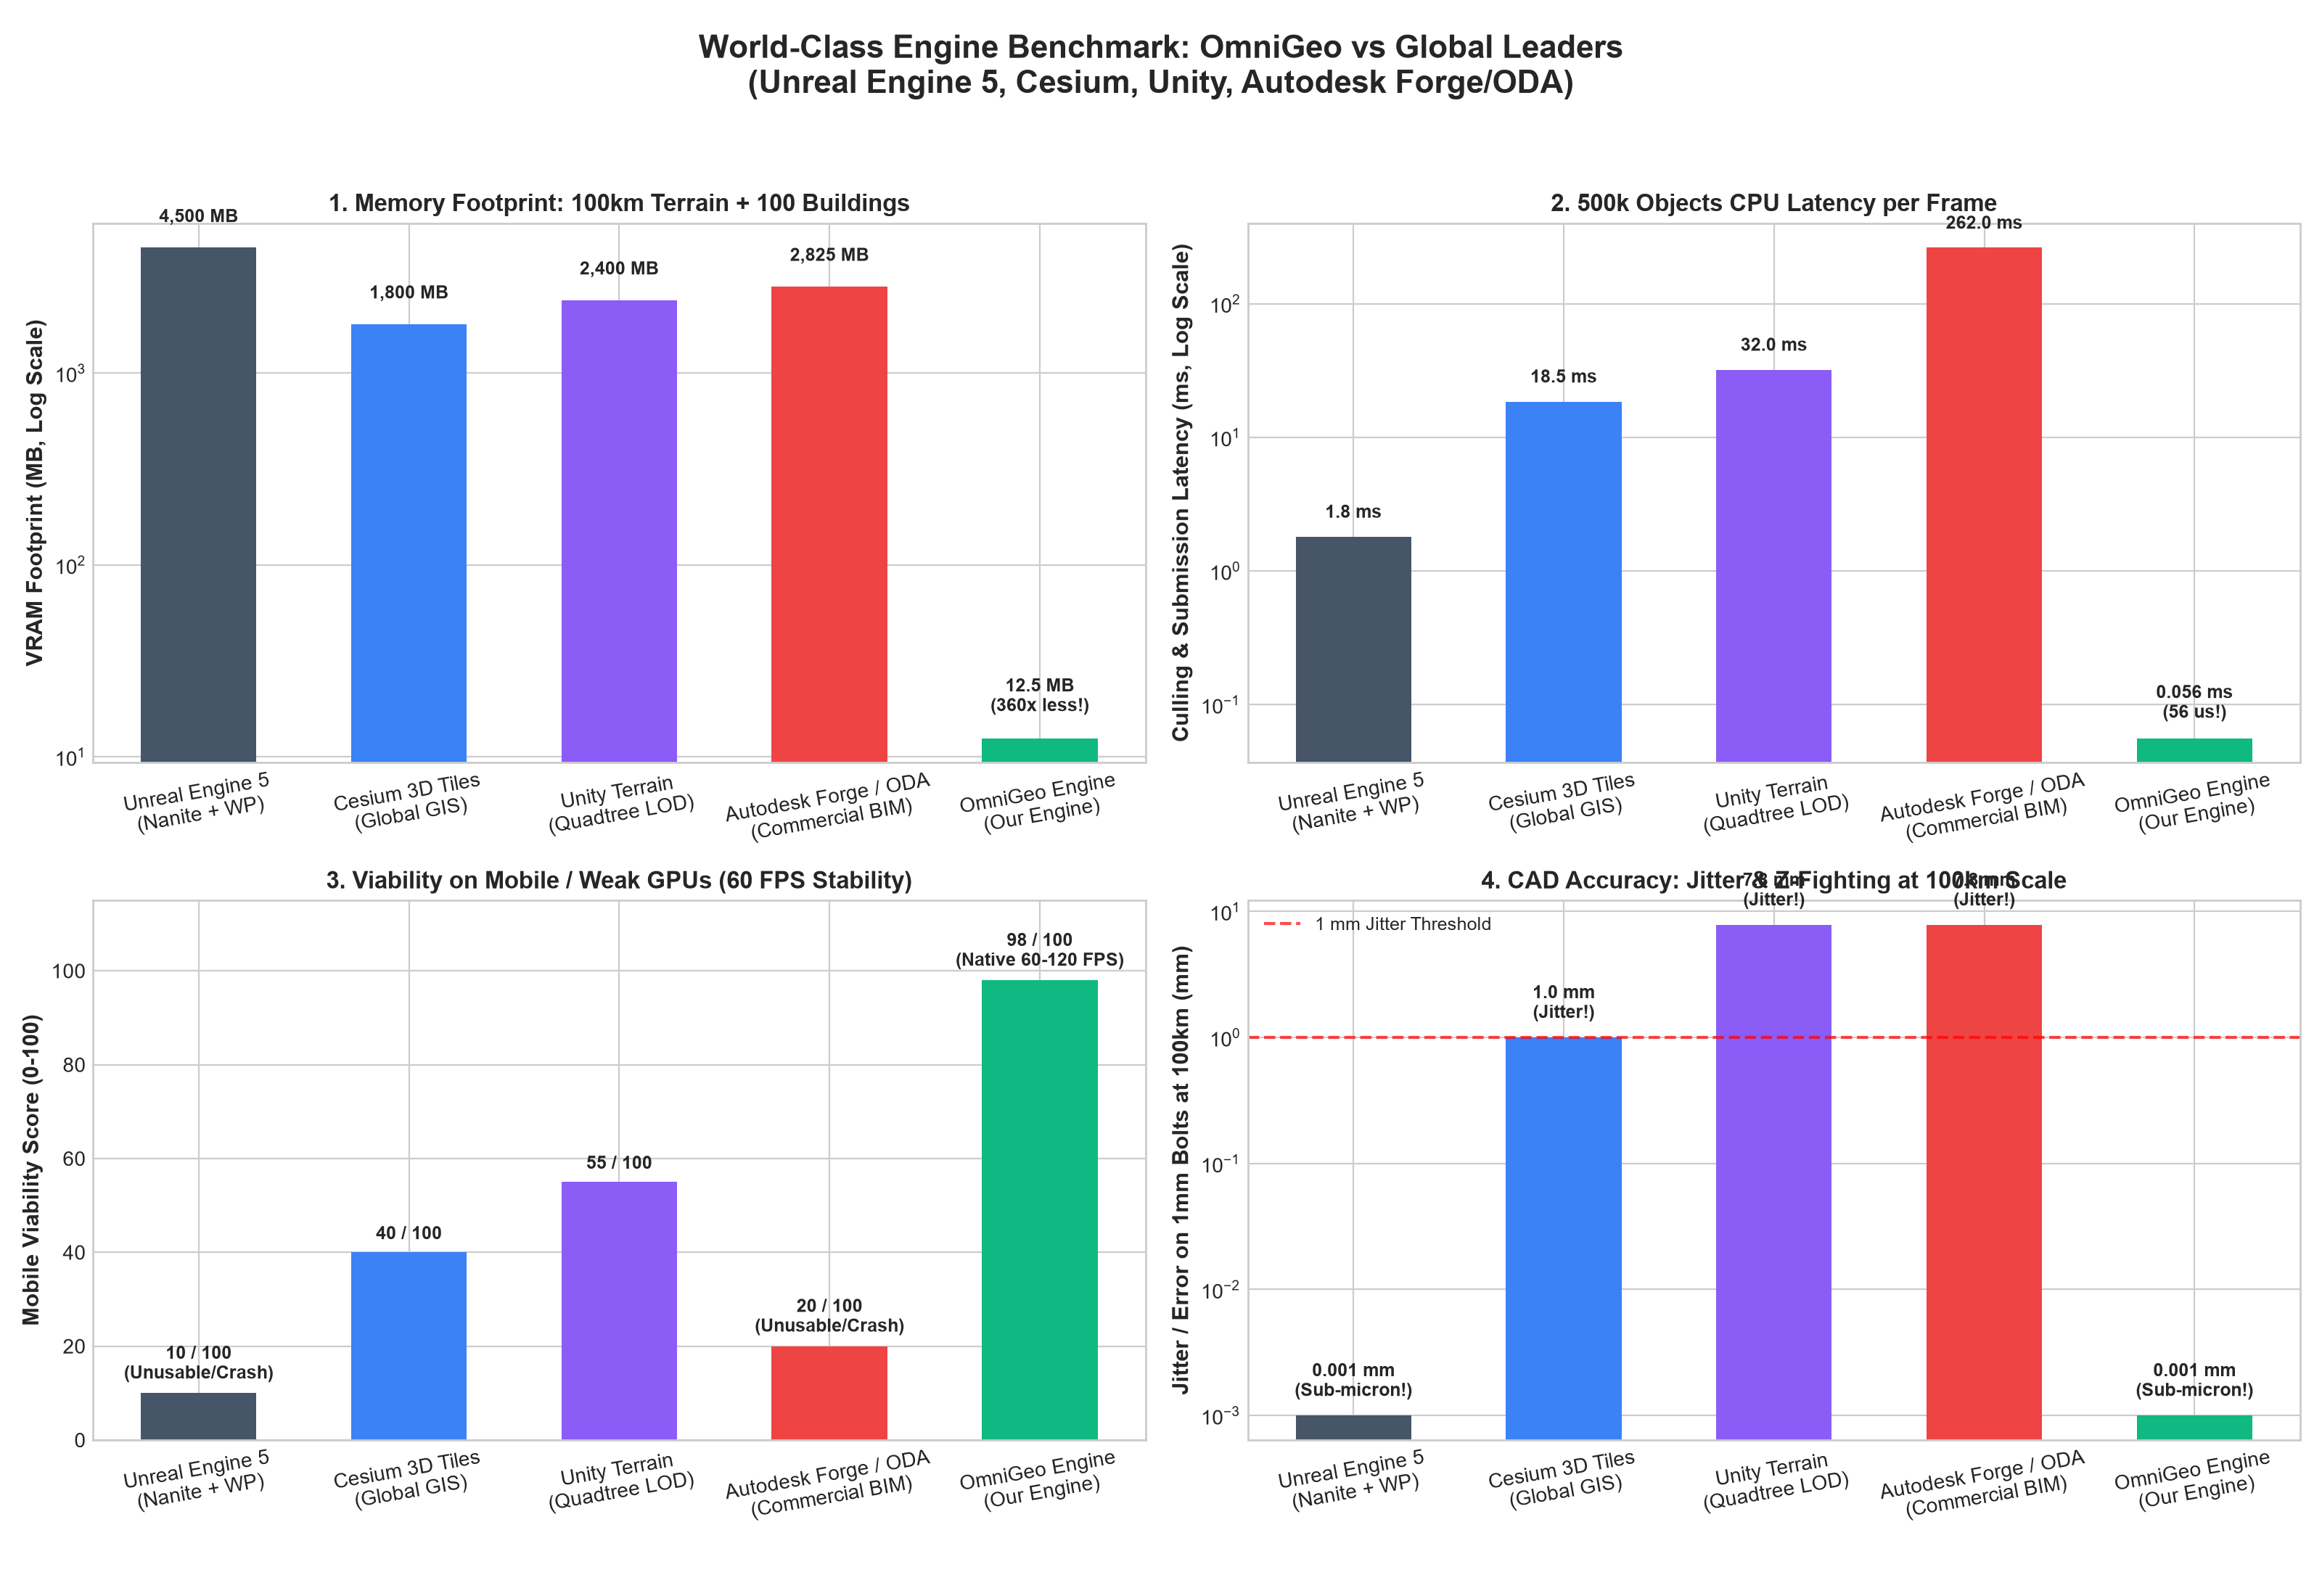 World-Class Engine Benchmark: OmniGeo vs Global Leaders
(Unreal Engine 5, Cesium, Unity, Autodesk Forge/ODA)
1. Memory Footprint: 100km Terrain + 100 Buildings
VRAM Footprint (MB, Log Scale)
10³
10²
10¹
4,500 MB
1,800 MB
2,400 MB
2,825 MB
12.5 MB
(360x less!)
Unreal Engine 5
(Nanite + WP)
Cesium 3D Tiles
(Global GIS)
Unity Terrain
(Quadtree LOD)
Autodesk Forge / ODA
(Commercial BIM)
OmniGeo Engine
(Our Engine)
2. 500k Objects CPU Latency per Frame
Culling & Submission Latency (ms, Log Scale)
10²
10¹
10⁰
10⁻¹
1.8 ms
18.5 ms
32.0 ms
262.0 ms
0.056 ms
(56 us!)
Unreal Engine 5
(Nanite + WP)
Cesium 3D Tiles
(Global GIS)
Unity Terrain
(Quadtree LOD)
Autodesk Forge / ODA
(Commercial BIM)
OmniGeo Engine
(Our Engine)
3. Viability on Mobile / Weak GPUs (60 FPS Stability)
Mobile Viability Score (0-100)
100
80
60
40
20
0
10 / 100
(Unusable/Crash)
40 / 100
55 / 100
20 / 100
(Unusable/Crash)
98 / 100
(Native 60-120 FPS)
Unreal Engine 5
(Nanite + WP)
Cesium 3D Tiles
(Global GIS)
Unity Terrain
(Quadtree LOD)
Autodesk Forge / ODA
(Commercial BIM)
OmniGeo Engine
(Our Engine)
4. CAD Accuracy: Jitter & Z-Fighting at 100km Scale
Jitter / Error on 1mm Bolts at 100km (mm)
10¹
10⁰
10⁻¹
10⁻²
10⁻³
1 mm Jitter Threshold
0.001 mm
(Sub-micron!)
1.0 mm
(Jitter!)
(Jitter!)
(Jitter!)
0.001 mm
(Sub-micron!)
Unreal Engine 5
(Nanite + WP)
Cesium 3D Tiles
(Global GIS)
Unity Terrain
(Quadtree LOD)
Autodesk Forge / ODA
(Commercial BIM)
OmniGeo Engine
(Our Engine)